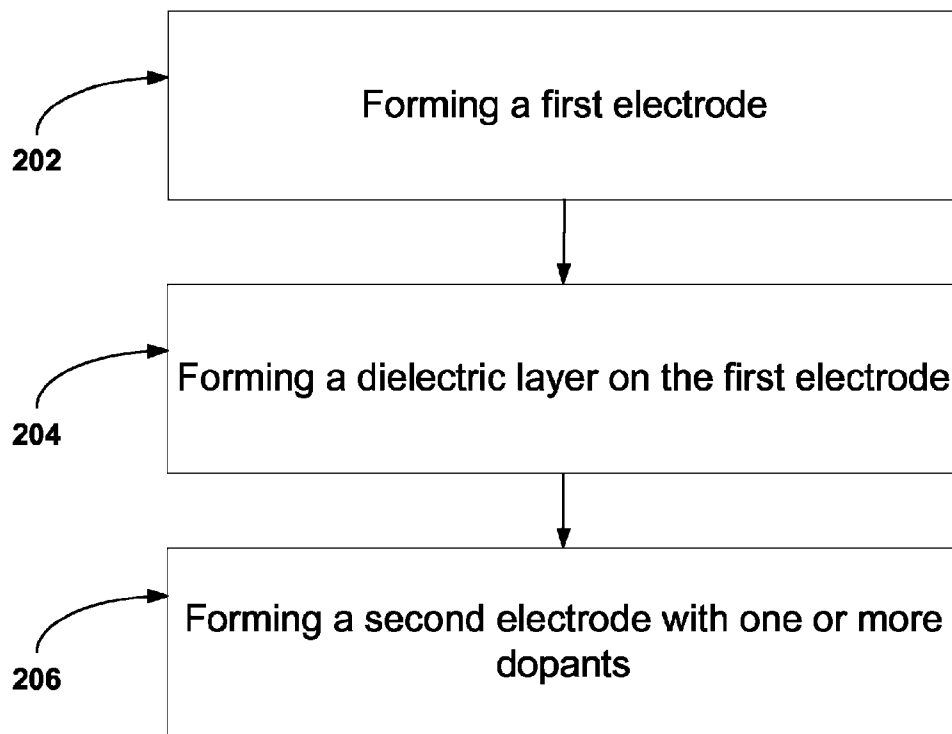 Forming a first electrode
202
Forming a dielectric layer on the first electrode
204
Forming a second electrode with one or more
dopants
206